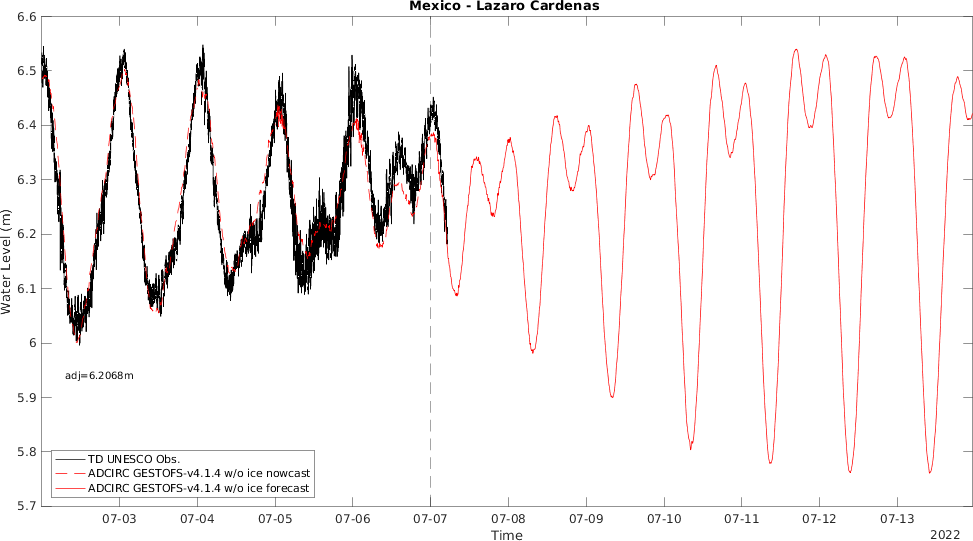 Mexico - Lazaro Cardenas
6.6
6.5
6.4
6.3
6.2
6.1
6
5.9
5.8
5.7
Water Level (m)
adj=6.2068m
TD UNESCO Obs.
ADCIRC GESTOFS-v4.1.4 w/o ice nowcast
ADCIRC GESTOFS-v4.1.4 w/o ice forecast
07-03 07-04 07-05 07-06 07-07 07-08 07-09 07-10 07-11 07-12 07-13
Time
2022